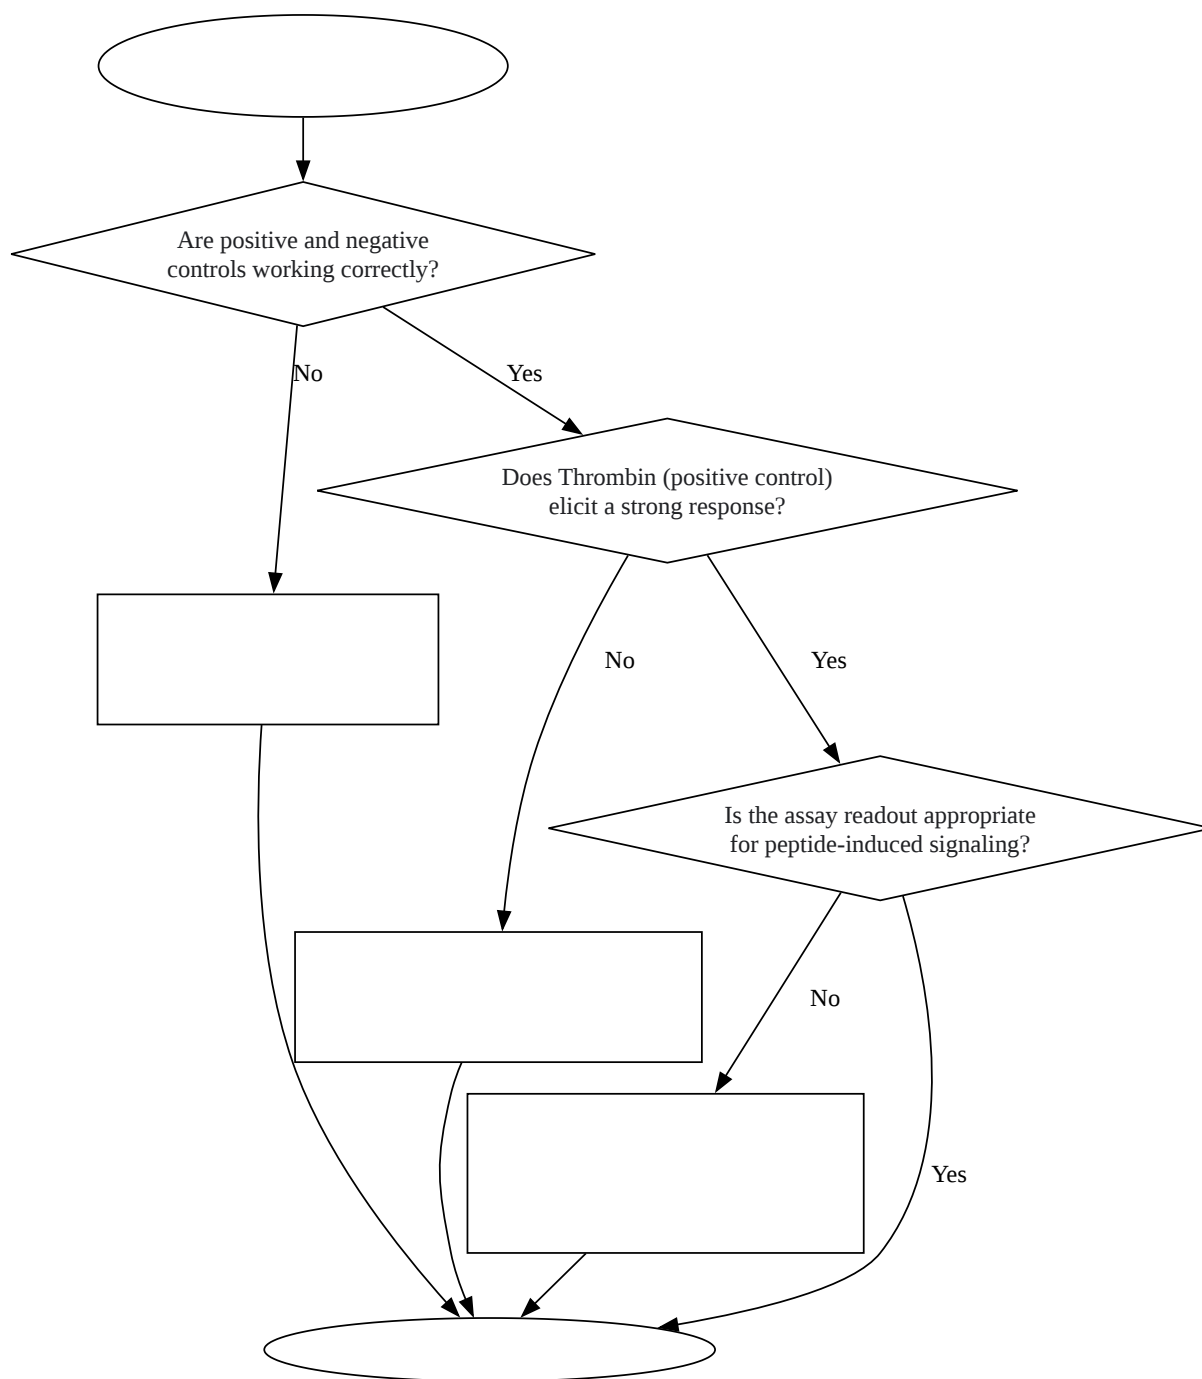 Are positive and negative
controls working correctly?
No
Yes
Does Thrombin (positive control)
elicit a strong response?
No
Yes
Is the assay readout appropriate
for peptide-induced signaling?
No
Yes